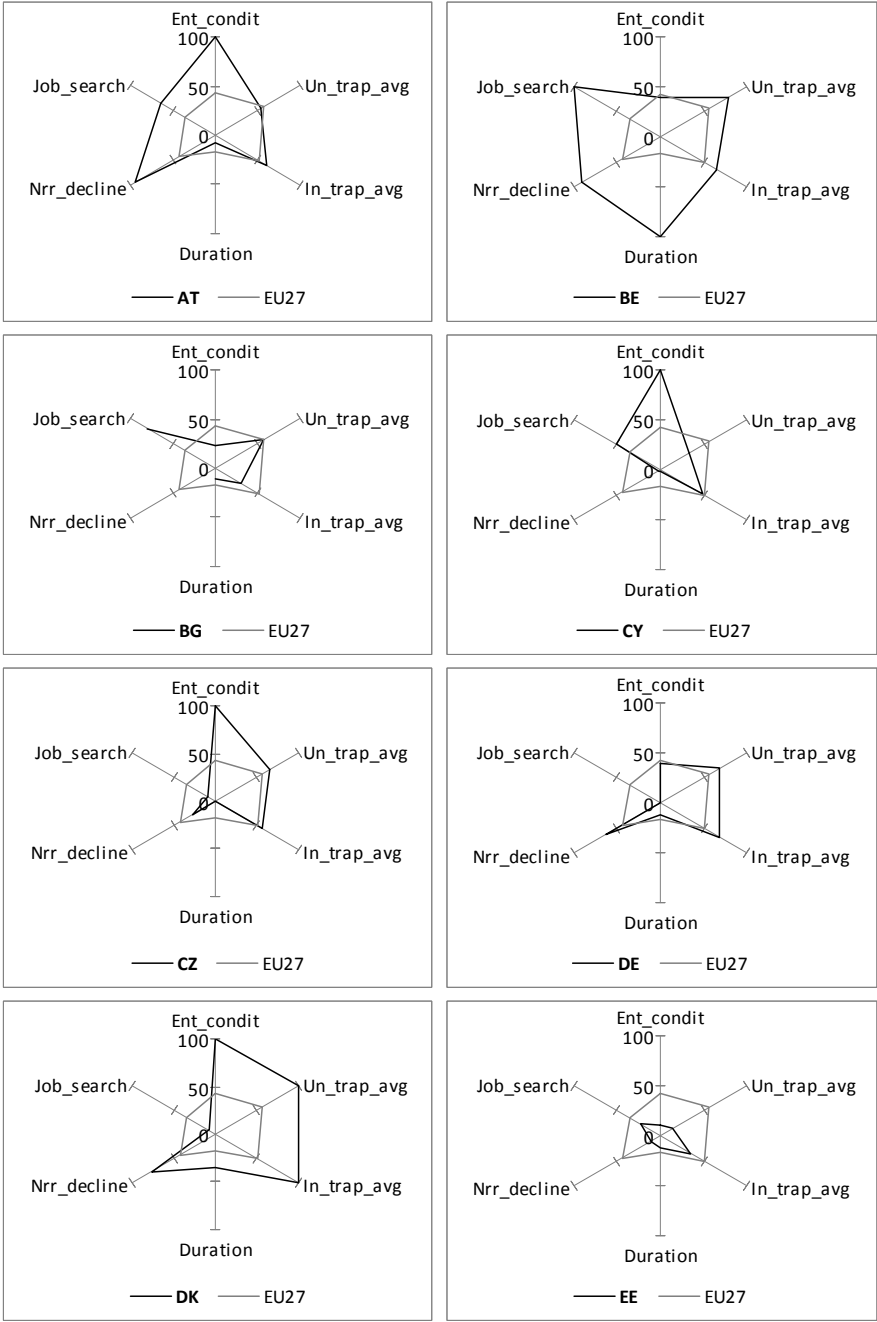 Ent_condit
100
Job_search
Un_trap_avg
50
0
Nrr_decline
In_trap_avg
Duration
AT EU27
Ent_condit
100
Job_search
Un_trap_avg
50
0
Nrr_decline
In_trap_avg
Duration
BE EU27
Ent_condit
100
Job_search
Un_trap_avg
50
0
Nrr_decline
In_trap_avg
Duration
BG EU27
Ent_condit
100
Job_search
Un_trap_avg
50
0
Nrr_decline
In_trap_avg
Duration
CY EU27
Ent_condit
100
Job_search
Un_trap_avg
50
0
Nrr_decline
In_trap_avg
Duration
CZ EU27
Ent_condit
100
Job_search
Un_trap_avg
50
0
Nrr_decline
In_trap_avg
Duration
DE EU27
Ent_condit
100
Job_search
Un_trap_avg
50
0
Nrr_decline
In_trap_avg
Duration
DK EU27
Ent_condit
100
Job_search
Un_trap_avg
50
0
Nrr_decline
In_trap_avg
Duration
EE EU27